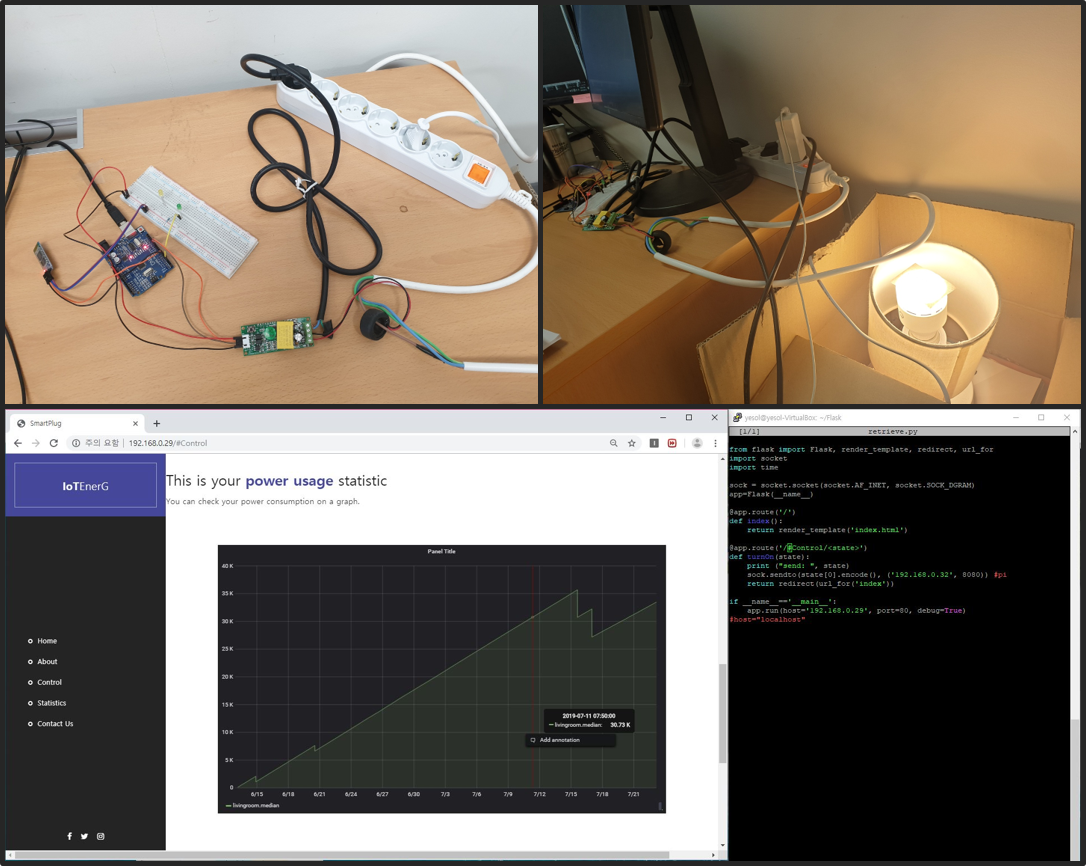 SmartPlug
주의 요함 | 192.168.0.29/#Control
IoTEnerG
Home
About
Control
Statistics
Contact Us
This is your power usage statistic
You can check your power consumption on a graph.
Panel Title
40 K
35 K
30 K
25 K
20 K
15 K
10 K
5 K
0
6/15 6/18 6/21 6/24 6/27 6/30 7/3 7/6 7/9 7/12 7/15 7/18 7/21
livingroom.median
2019-07-11 07:50:00
livingroom.median: 30.73 K
Add annotation
yesol@yesol-VirtualBox: ~/Flask
[1/1] retrieve.py
from flask import Flask, render_template, redirect, url_for
import socket
import time
sock = socket.socket(socket.AF_INET, socket.SOCK_DGRAM)
app=Flask(__name__)
@app.route('/')
def index():
    return render_template('index.html')
@app.route('/#Control/<state>')
def turnOn(state):
    print ("send: ", state)
    sock.sendto(state[0].encode(), ('192.168.0.32', 8080)) #pi
    return redirect(url_for('index'))
if __name__=='__main__':
    app.run(host='192.168.0.29', port=80, debug=True)
#host="localhost"